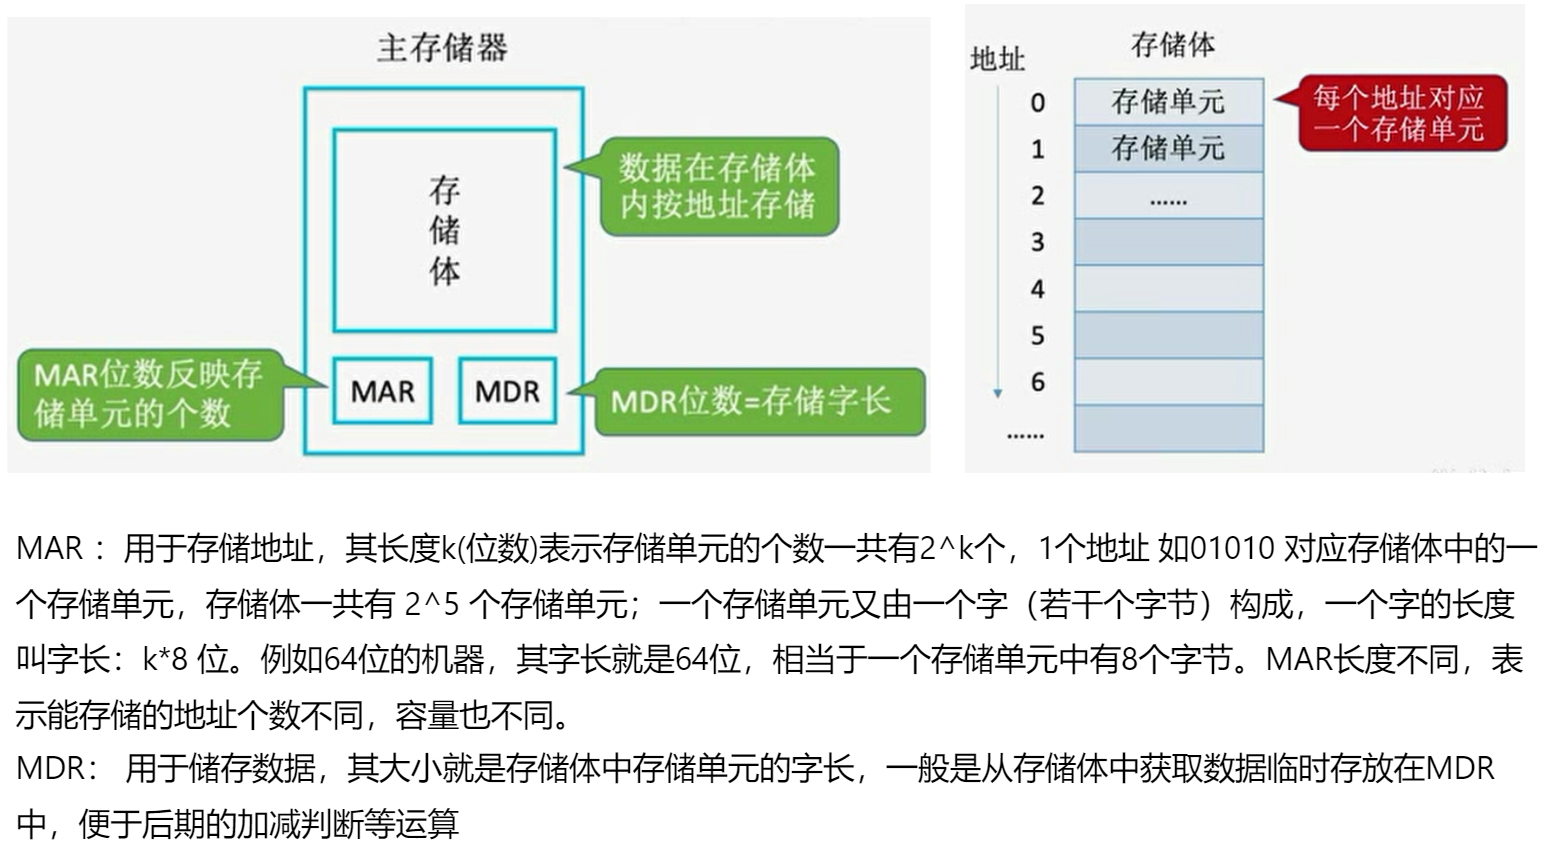 主存储器
存
储
体
数据在存储体
内按地址存储
MAR位数反映存
储单元的个数
MAR
MDR
MDR位数=存储字长
地址
存储体
0
存储单元
1
存储单元
2
......
3
4
5
6
......
每个地址对应
一个存储单元
MAR ：用于存储地址，其长度k(位数)表示存储单元的个数一共有2^k个，1个地址 如01010 对应存储体中的一
个存储单元，存储体一共有 2^5 个存储单元；一个存储单元又由一个字（若干个字节）构成，一个字的长度
叫字长：k*8 位。例如64位的机器，其字长就是64位，相当于一个存储单元中有8个字节。MAR长度不同，表
示能存储的地址个数不同，容量也不同。
MDR： 用于储存数据，其大小就是存储体中存储单元的字长，一般是从存储体中获取数据临时存放在MDR
中，便于后期的加减判断等运算